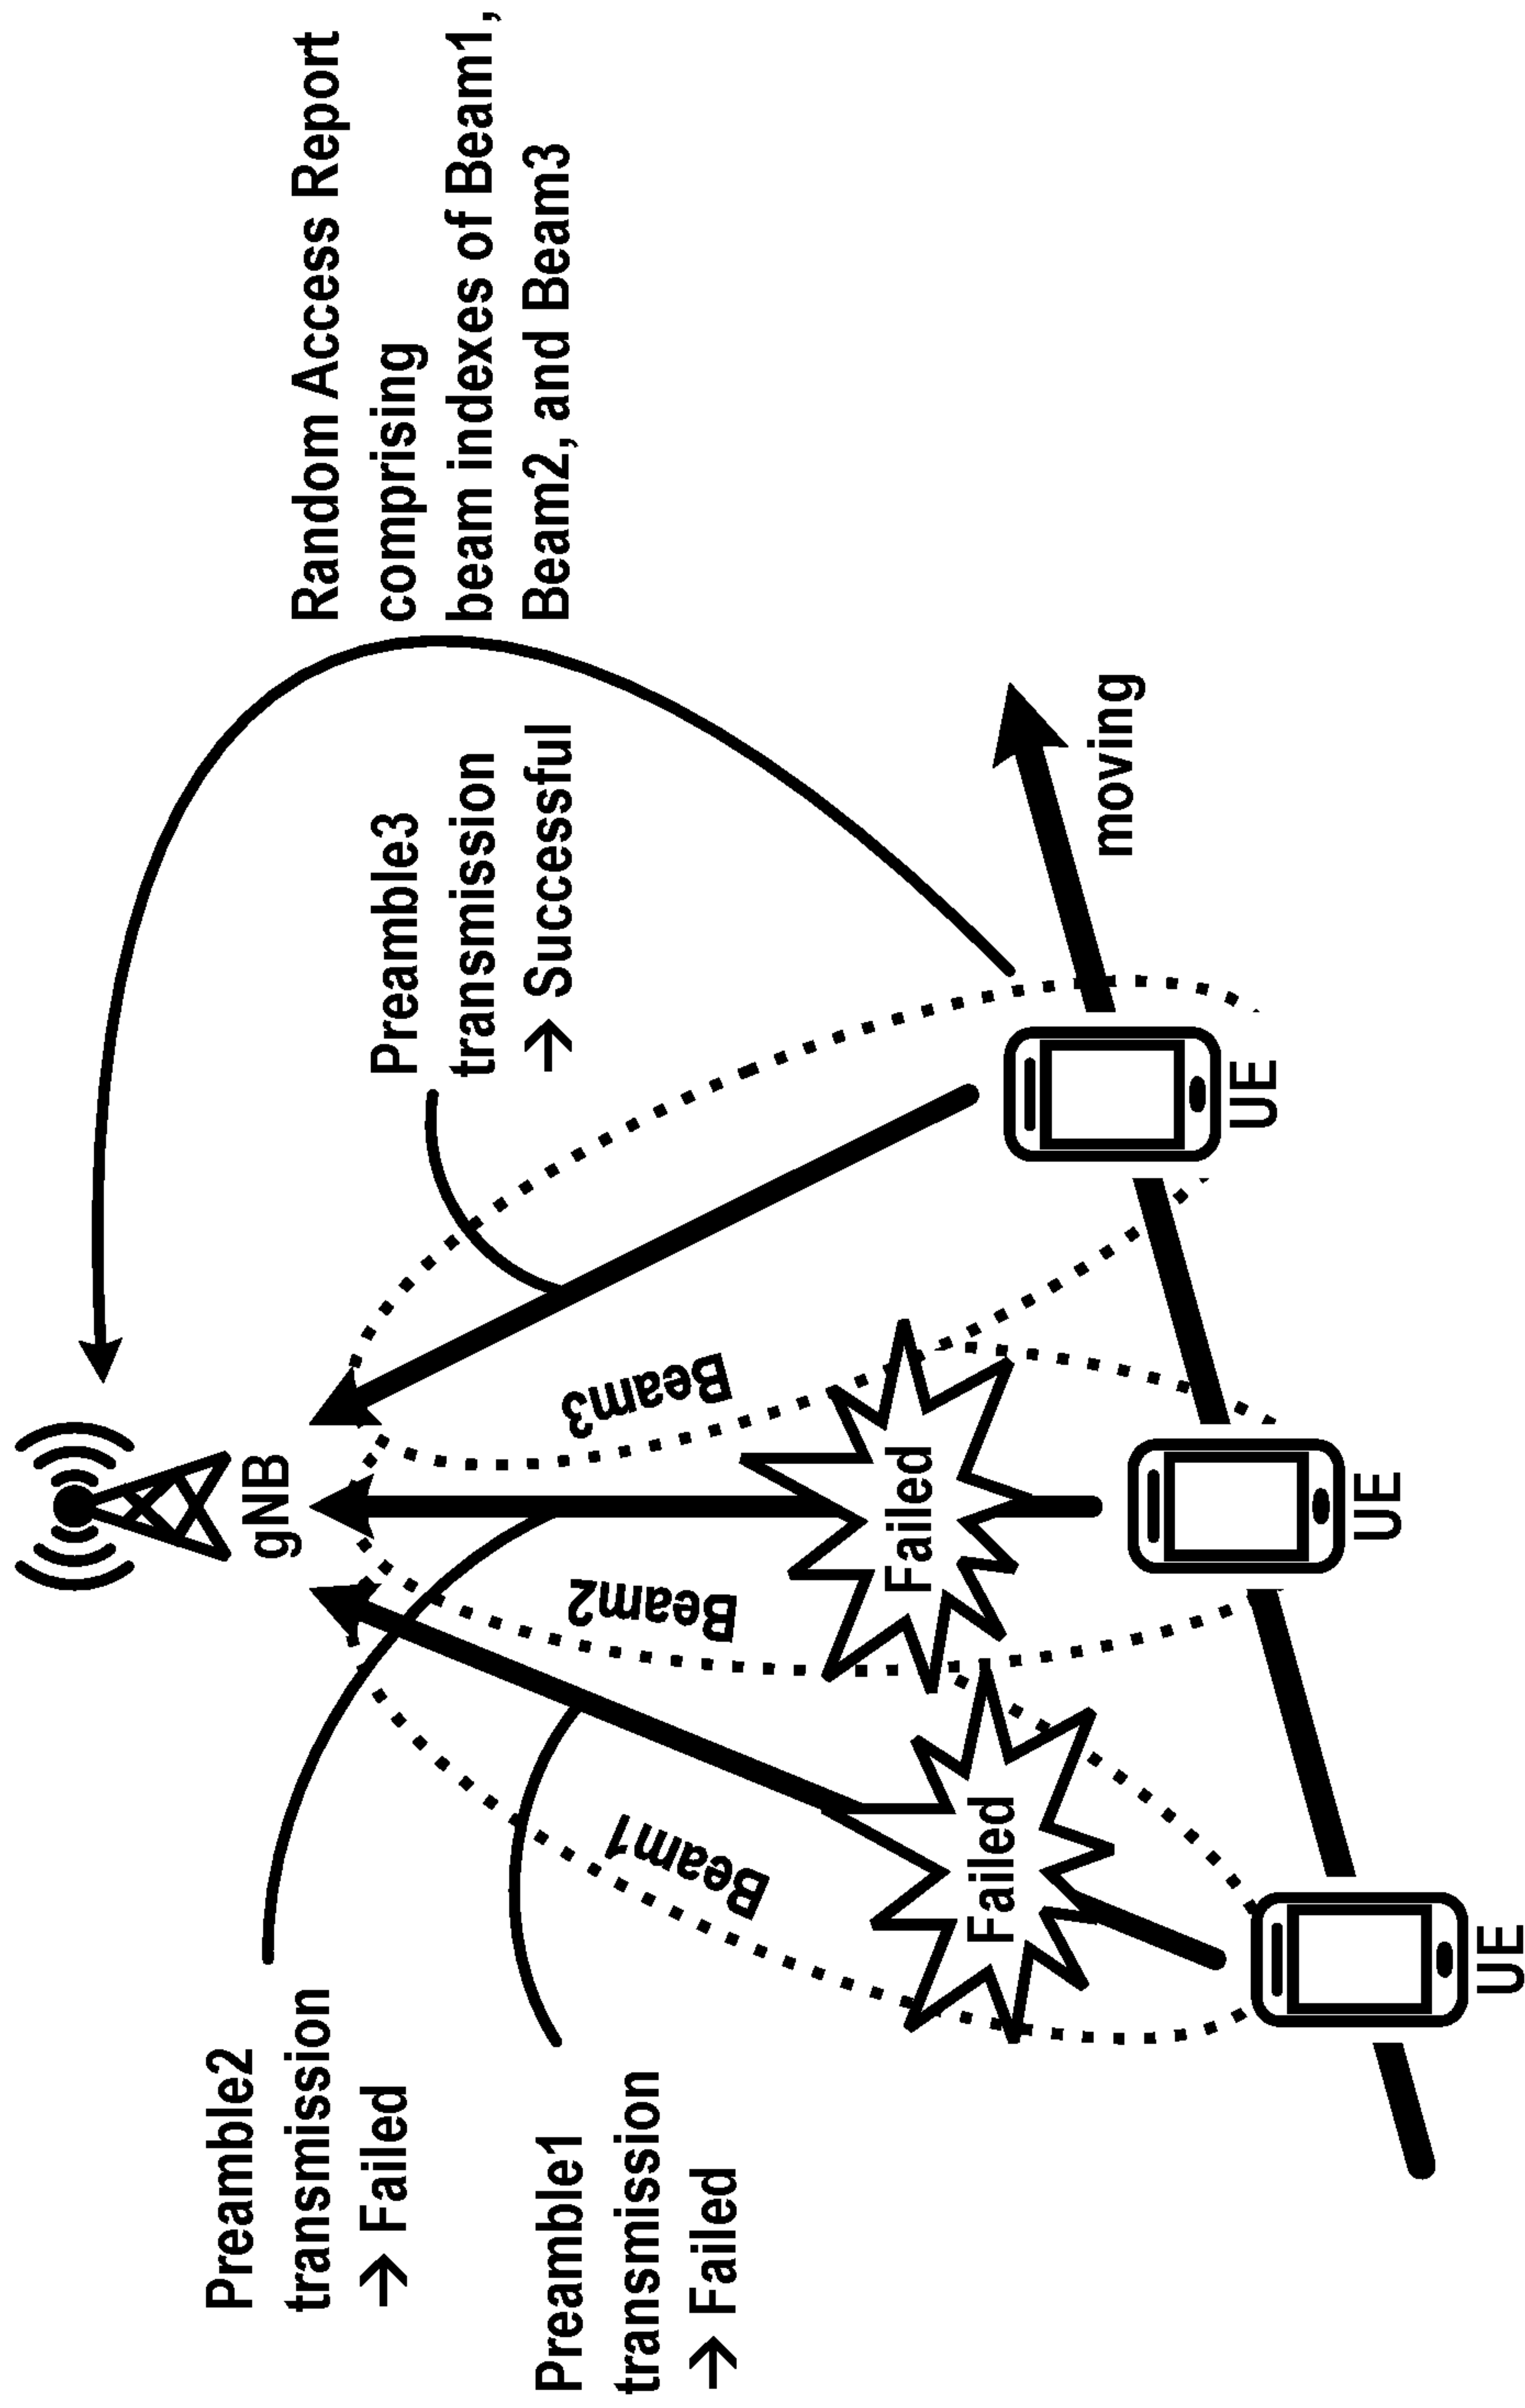 gNB
Random Access Report
comprising
beam indexes of Beam1,
Beam2, and Beam3
Preamble2
transmission
→ Failed
Preamble3
transmission
→ Successful
Preamble1
transmission
→ Failed
Beam1
Beam2
Beam3
Failed
Failed
moving
UE
UE
UE